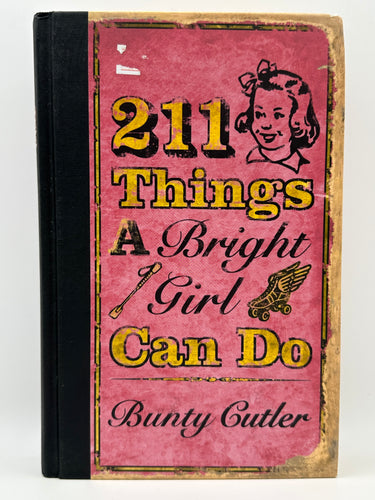 211
Things
A Bright
Girl
Can Do
Bunty Cutler